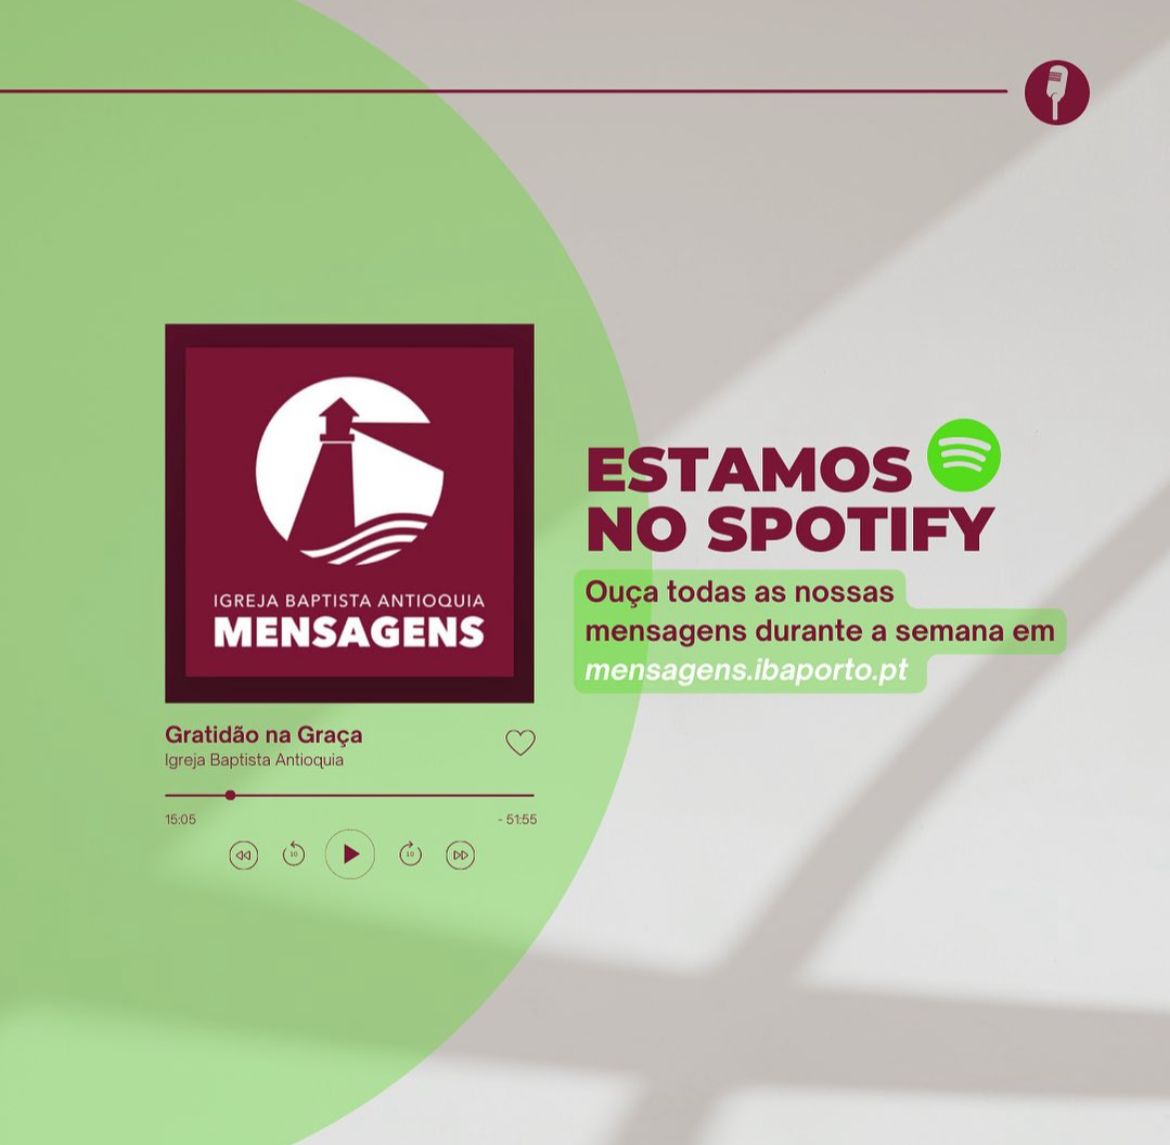 IGREJA BAPTISTA ANTIOQUIA
MENSAGENS
Gratidão na Graça
Igreja Baptista Antioquia
15:05
- 51:55
10
10
ESTAMOS
NO SPOTIFY
Ouça todas as nossas
mensagens durante a semana em
mensagens.ibaporto.pt